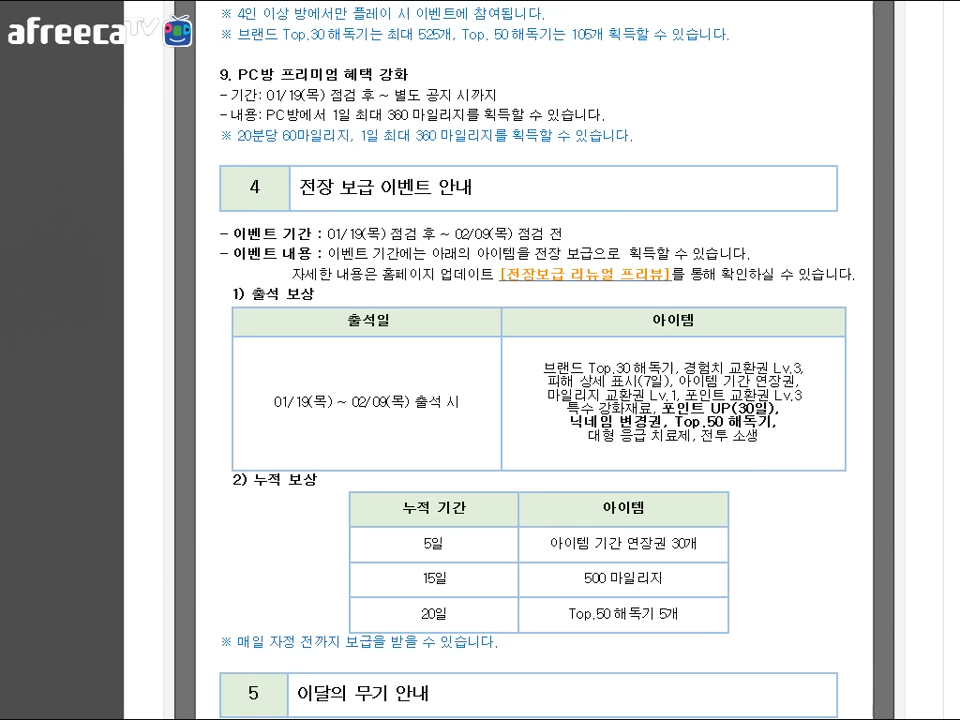 afreecaTV
※ 4인 이상 방에서만 플레이 시 이벤트에 참여됩니다.
※ 브랜드 Top.30 해독기는 최대 525개, Top. 50 해독기는 105개 획득할 수 있습니다.
9. PC방 프리미엄 혜택 강화
- 기간: 01/19(목) 점검 후 ~ 별도 공지 시까지
- 내용: PC방에서 1일 최대 360 마일리지를 획득할 수 있습니다.
※ 20분당 60마일리지, 1일 최대 360 마일리지를 획득할 수 있습니다.
4 전장 보급 이벤트 안내
- 이벤트 기간 : 01/19(목) 점검 후 ~ 02/09(목) 점검 전
- 이벤트 내용 : 이벤트 기간에는 아래의 아이템을 전장 보급으로 획득할 수 있습니다.
자세한 내용은 홈페이지 업데이트 [전장보급 리뉴얼 프리뷰]를 통해 확인하실 수 있습니다.
1) 출석 보상
출석일 아이템
01/19(목) ~ 02/09(목) 출석 시
브랜드 Top.30 해독기, 경험치 교환권 Lv.3,
피해 상세 표시(7일), 아이템 기간 연장권,
마일리지 교환권 Lv.1, 포인트 교환권 Lv.3
특수 강화재료, 포인트 UP(30일),
닉네임 변경권, Top.50 해독기,
대형 응급 치료제, 전투 소생
2) 누적 보상
누적 기간 아이템
5일 아이템 기간 연장권 30개
15일 500 마일리지
20일 Top.50 해독기 5개
※ 매일 자정 전까지 보급을 받을 수 있습니다.
5 이달의 무기 안내